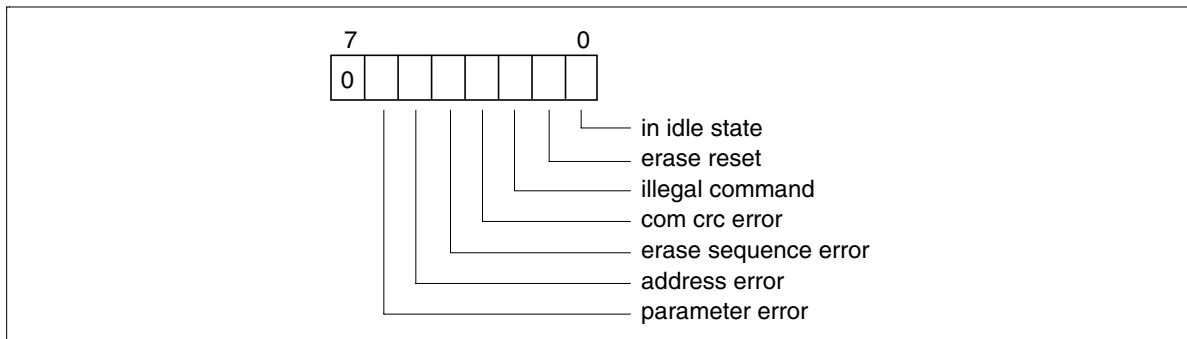 7 0
0
in idle state
erase reset
illegal command
com crc error
erase sequence error
address error
parameter error